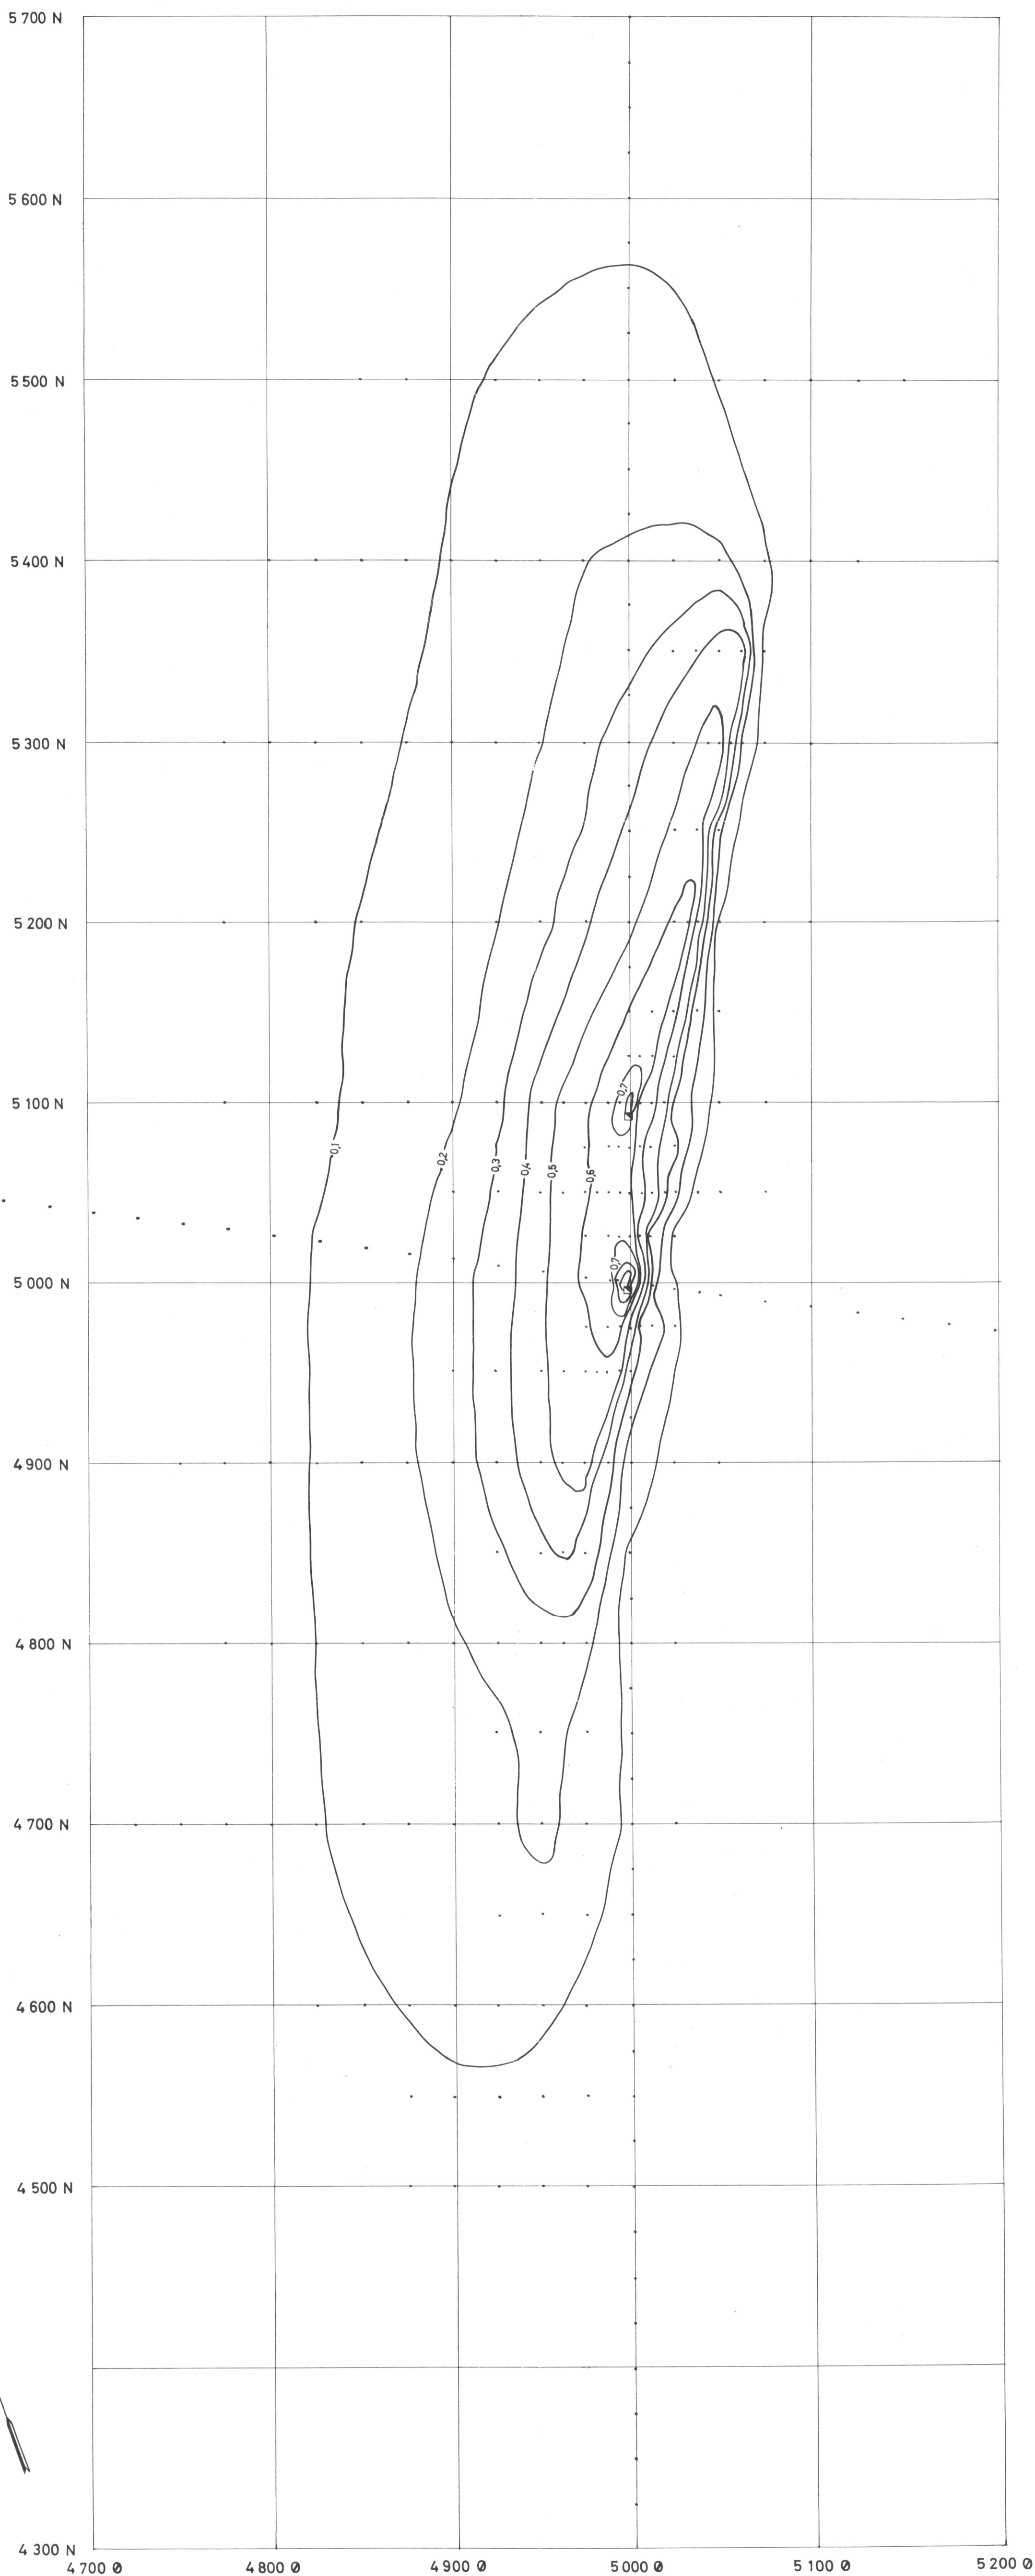 5 700 N
5 600 N
5 500 N
5 400 N
5 300 N
5 200 N
5 100 N
0,7
0,1
0,2
0,3
0,4
0,5
0,6
0,7
5 000 N
4 900 N
4 800 N
4 700 N
4 600 N
4 500 N
4 300 N
4 700 Ø
4 800 Ø
4 900 Ø
5 000 Ø
5 100 Ø
5 200 Ø